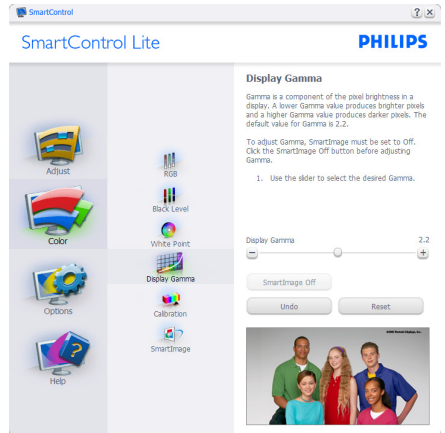 SmartControl
? ×
SmartControl Lite
PHILIPS
Display Gamma
Gamma is a component of the pixel brightness in a
display. A lower Gamma value produces brighter pixels
and a higher Gamma value produces darker pixels. The
default value for Gamma is 2.2.
To adjust Gamma, SmartImage must be set to Off.
Click the SmartImage Off button before adjusting
Gamma.
1. Use the slider to select the desired Gamma.
Adjust
Color
Options
Help
RGB
Black Level
White Point
Display Gamma
Calibration
SmartImage
Display Gamma 2.2
− +
SmartImage Off
Undo Reset